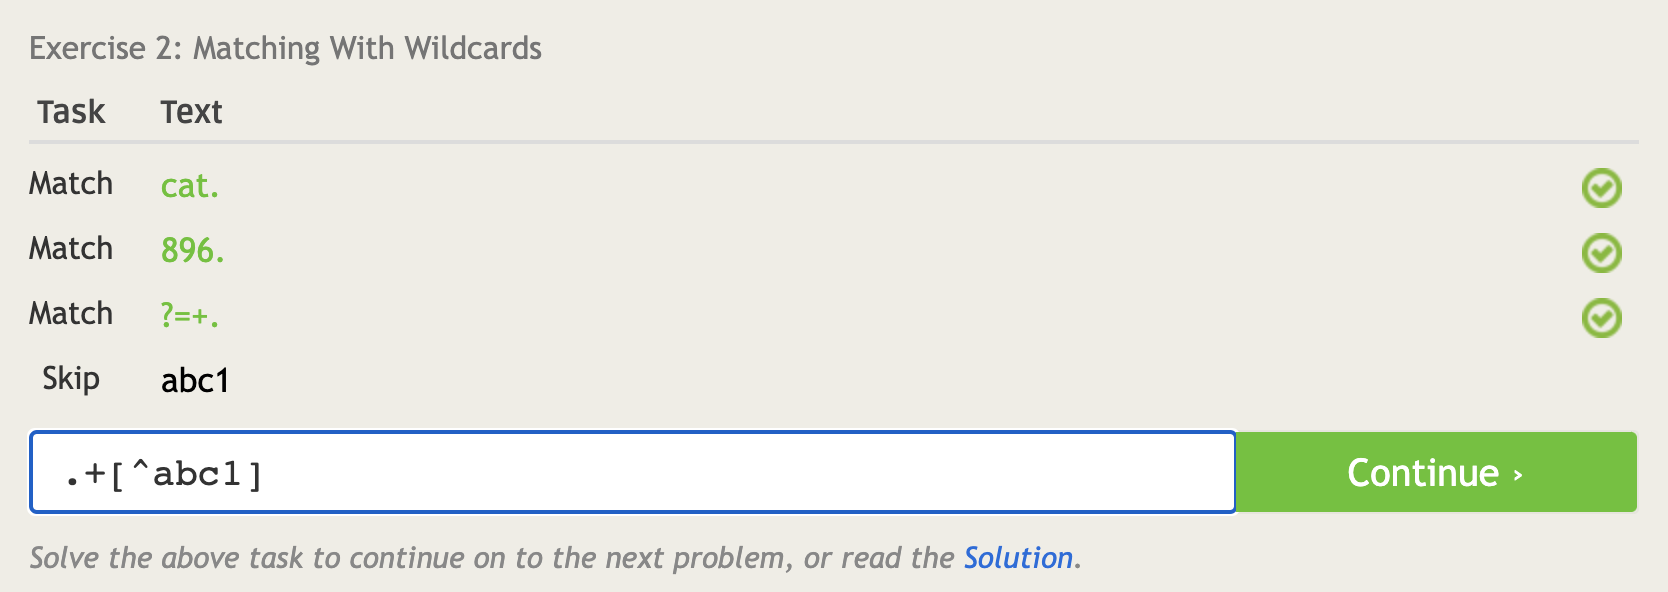 Exercise 2: Matching With Wildcards
Task Text
Match cat.
Match 896.
Match ?=+.
Skip abc1
.+[^abc1]
Continue ›
Solve the above task to continue on to the next problem, or read the Solution.